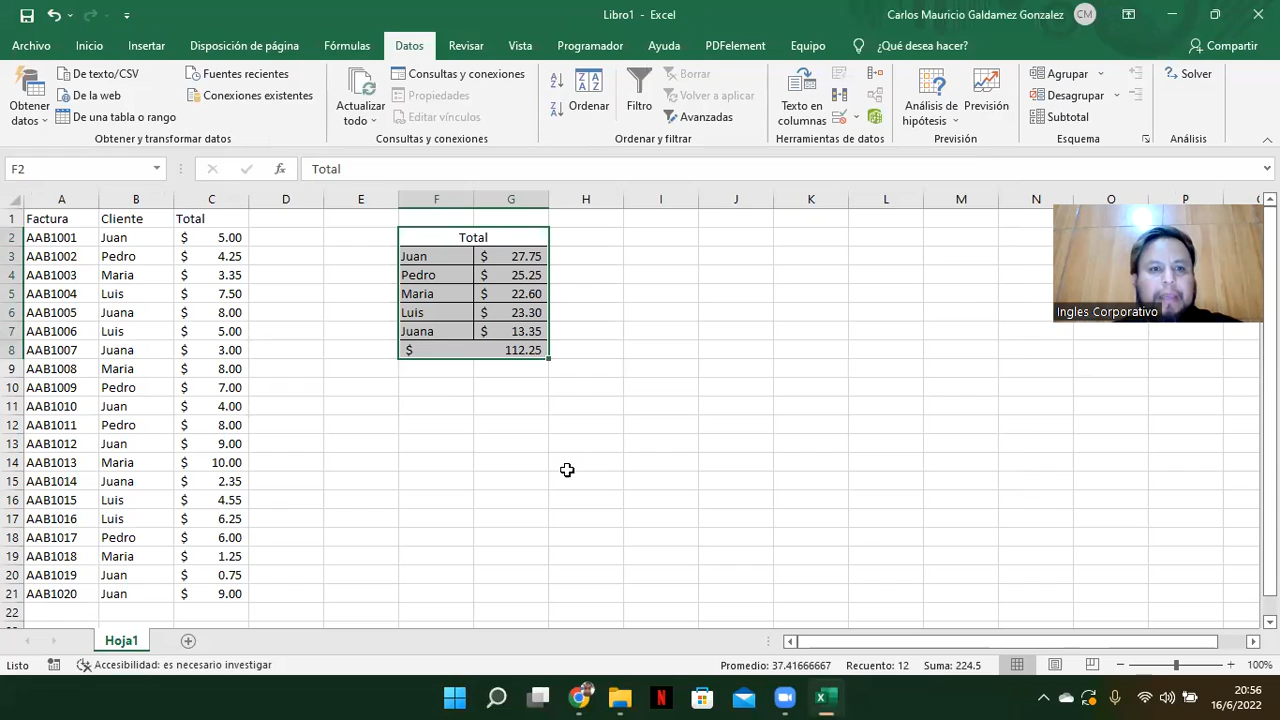 Libro1 - Excel
Carlos Mauricio Galdamez Gonzalez CM
Archivo Inicio Insertar Disposición de página Fórmulas Datos Revisar Vista Programador Ayuda PDFelement Equipo ¿Qué desea hacer? Compartir
Obtener datos
De texto/CSV
De la web
De una tabla o rango
Fuentes recientes
Conexiones existentes
Obtener y transformar datos
Actualizar todo
Consultas y conexiones
Propiedades
Editar vínculos
Consultas y conexiones
Ordenar
Filtro
Borrar
Volver a aplicar
Avanzadas
Ordenar y filtrar
Texto en columnas
Herramientas de datos
Análisis de hipótesis
Previsión
Previsión
Agrupar
Desagrupar
Subtotal
Esquema
Solver
Análisis
F2 fx Total
A B C D E F G H I J K L M N O P
1 Factura Cliente Total
2 AAB1001 Juan $ 5.00 Total
3 AAB1002 Pedro $ 4.25 Juan $ 27.75
4 AAB1003 Maria $ 3.35 Pedro $ 25.25
5 AAB1004 Luis $ 7.50 Maria $ 22.60
6 AAB1005 Juana $ 8.00 Luis $ 23.30
7 AAB1006 Luis $ 5.00 Juana $ 13.35
8 AAB1007 Juana $ 3.00 $ 112.25
9 AAB1008 Maria $ 8.00
10 AAB1009 Pedro $ 7.00
11 AAB1010 Juan $ 4.00
12 AAB1011 Pedro $ 8.00
13 AAB1012 Juan $ 9.00
14 AAB1013 Maria $ 10.00
15 AAB1014 Juana $ 2.35
16 AAB1015 Luis $ 4.55
17 AAB1016 Luis $ 6.25
18 AAB1017 Pedro $ 6.00
19 AAB1018 Maria $ 1.25
20 AAB1019 Juan $ 0.75
21 AAB1020 Juan $ 9.00
22
Ingles Corporativo
Hoja1
Listo Accesibilidad: es necesario investigar Promedio: 37.41666667 Recuento: 12 Suma: 224.5 100%
20:56
16/6/2022